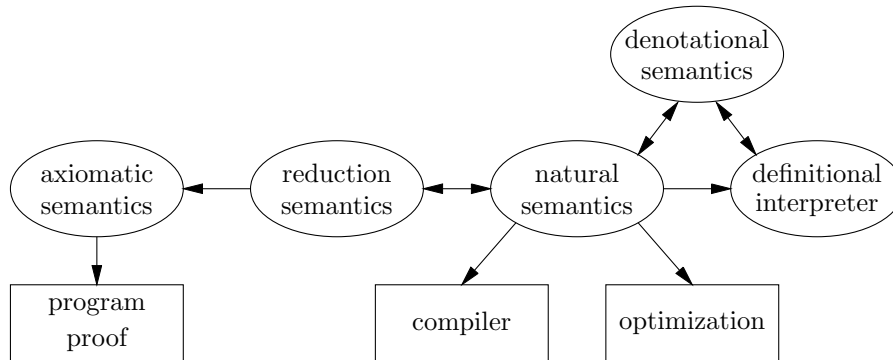 denotational
semantics
axiomatic
semantics
reduction
semantics
natural
semantics
definitional
interpreter
program
proof
compiler
optimization